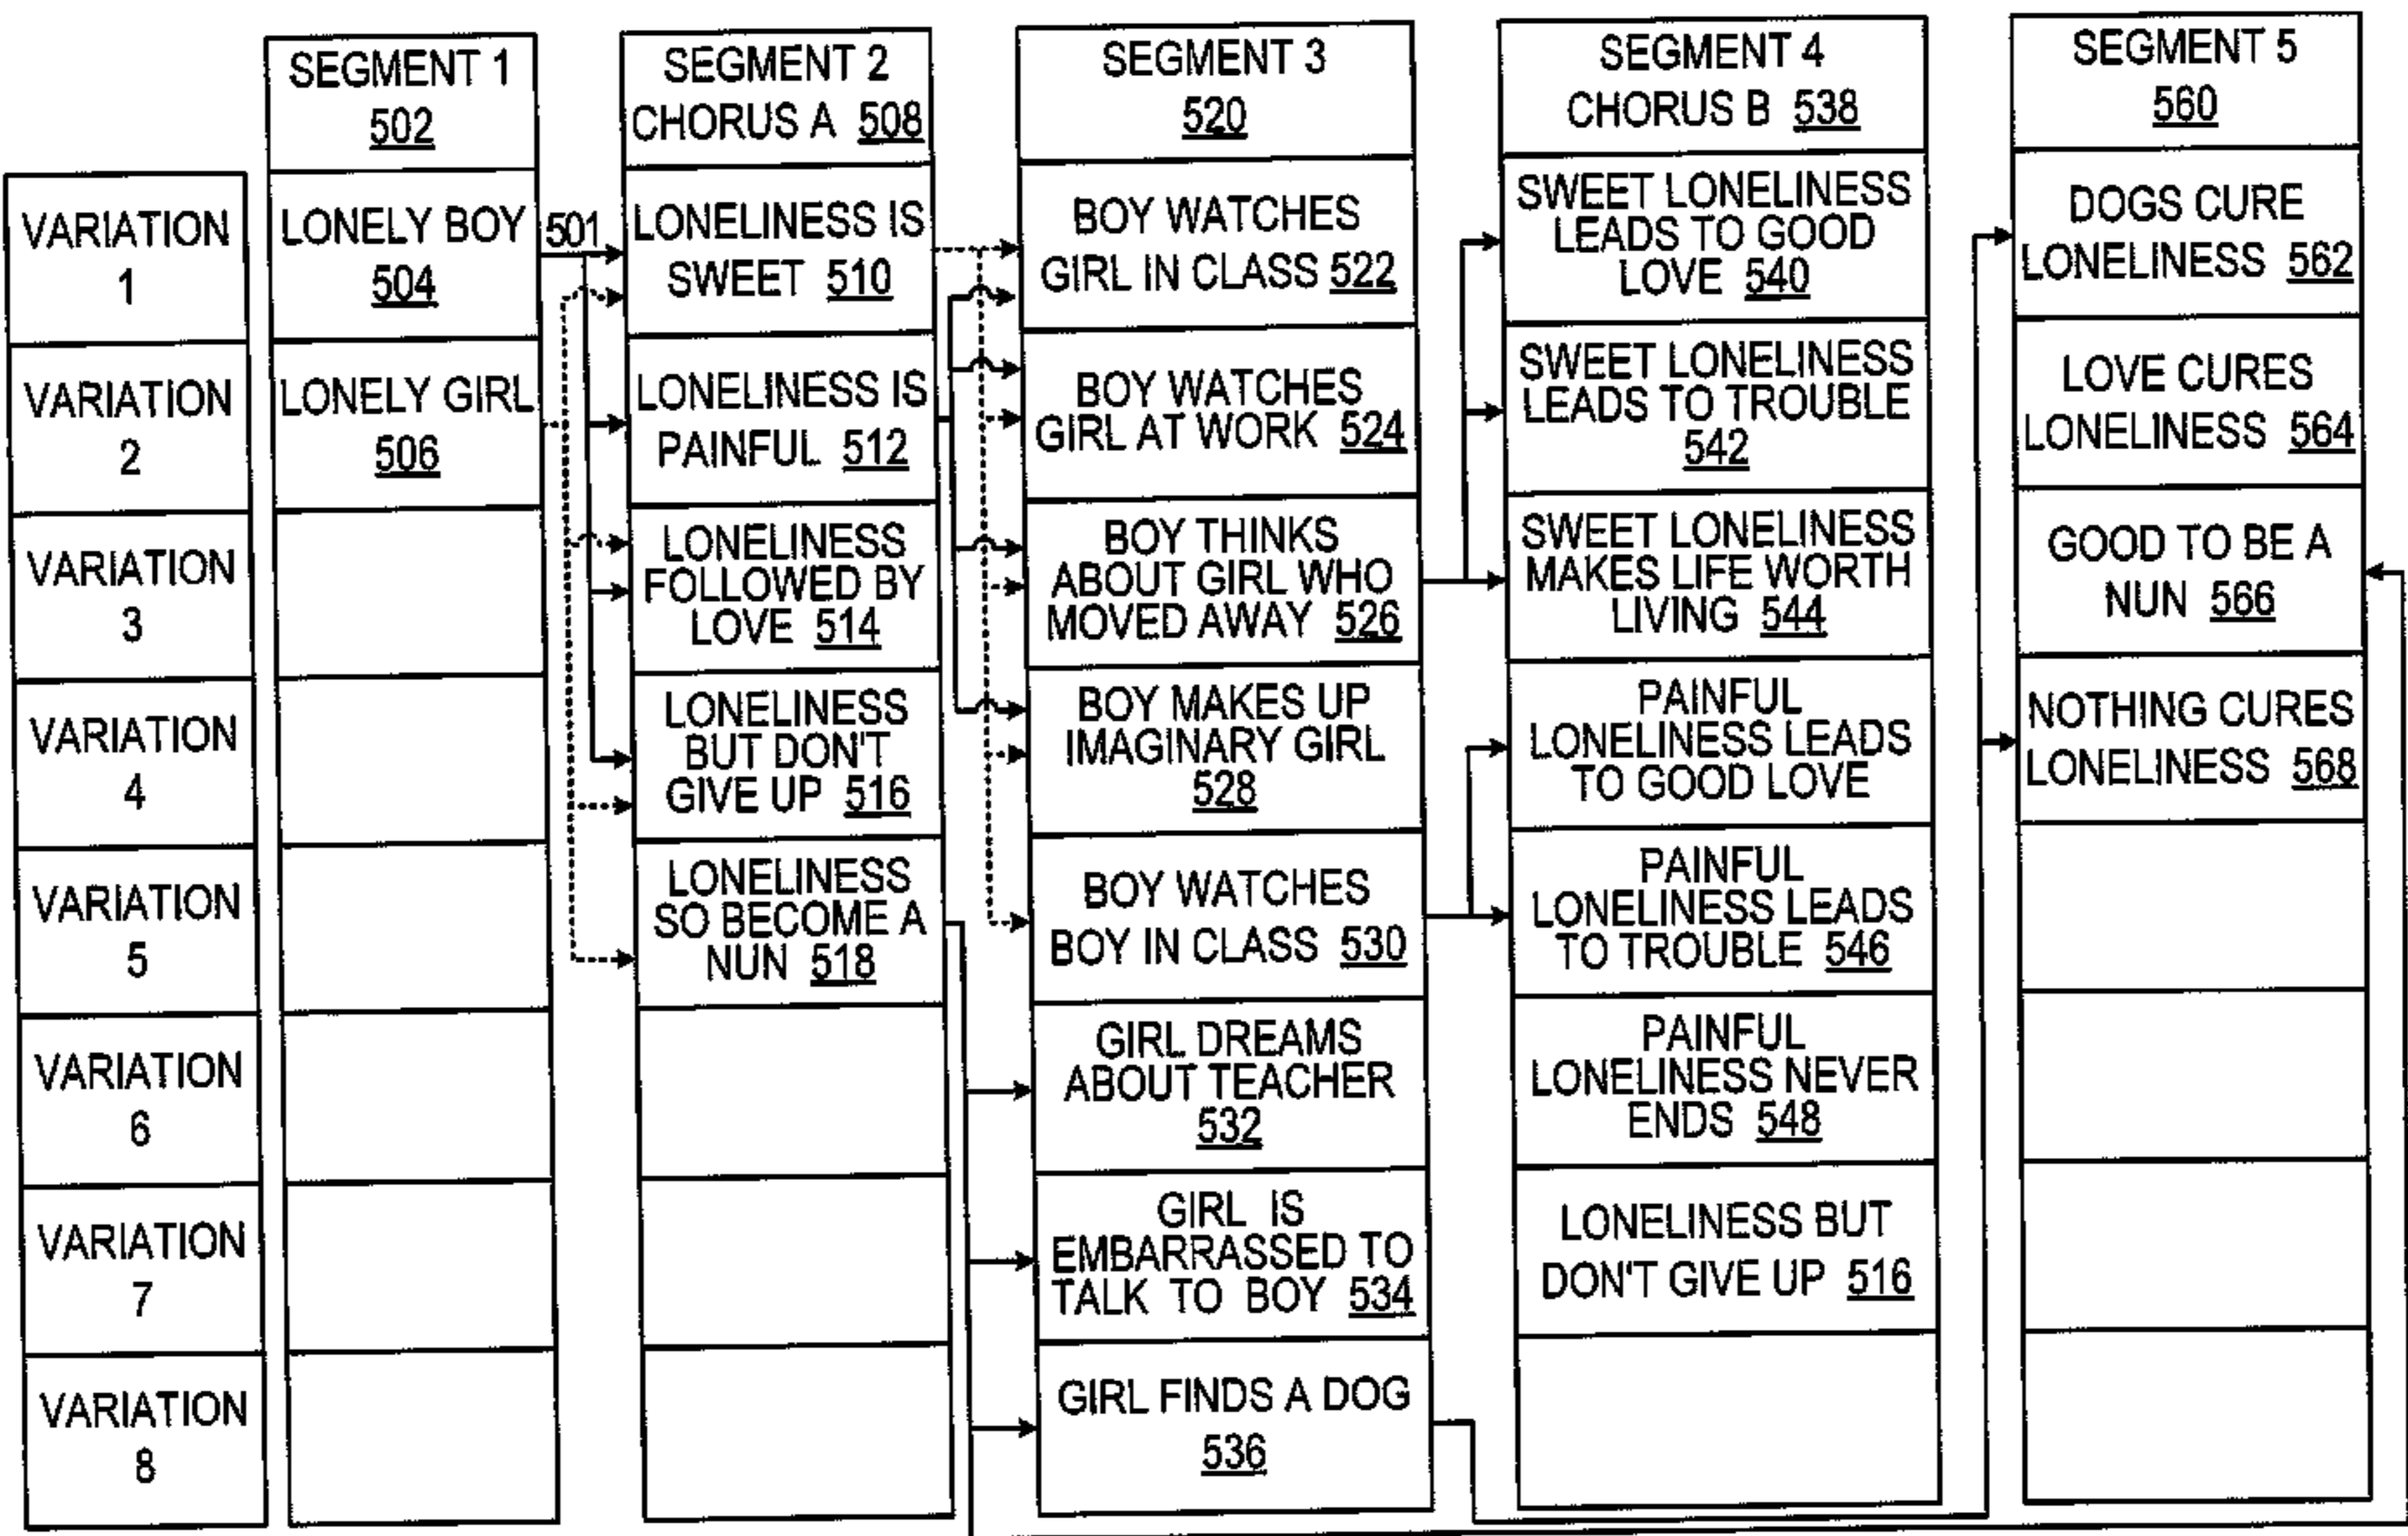 SEGMENT 1
502
SEGMENT 2
CHORUS A 508
SEGMENT 3
520
SEGMENT 4
CHORUS B 538
SEGMENT 5
560
VARIATION
1
LONELY BOY
504
501
LONELINESS IS
SWEET 510
BOY WATCHES
GIRL IN CLASS 522
SWEET LONELINESS
LEADS TO GOOD
LOVE 540
DOGS CURE
LONELINESS 562
VARIATION
2
LONELY GIRL
506
LONELINESS IS
PAINFUL 512
BOY WATCHES
GIRL AT WORK 524
SWEET LONELINESS
LEADS TO TROUBLE
542
LOVE CURES
LONELINESS 564
VARIATION
3
LONELINESS
FOLLOWED BY
LOVE 514
BOY THINKS
ABOUT GIRL WHO
MOVED AWAY 526
SWEET LONELINESS
MAKES LIFE WORTH
LIVING 544
GOOD TO BE A
NUN 566
VARIATION
4
LONELINESS
BUT DON'T
GIVE UP 516
BOY MAKES UP
IMAGINARY GIRL
528
PAINFUL
LONELINESS LEADS
TO GOOD LOVE
NOTHING CURES
LONELINESS 568
VARIATION
5
LONELINESS
SO BECOME A
NUN 518
BOY WATCHES
BOY IN CLASS 530
PAINFUL
LONELINESS LEADS
TO TROUBLE 546
VARIATION
6
GIRL DREAMS
ABOUT TEACHER
532
PAINFUL
LONELINESS NEVER
ENDS 548
VARIATION
7
GIRL IS
EMBARRASSED TO
TALK TO BOY 534
LONELINESS BUT
DON'T GIVE UP 516
VARIATION
8
GIRL FINDS A DOG
536